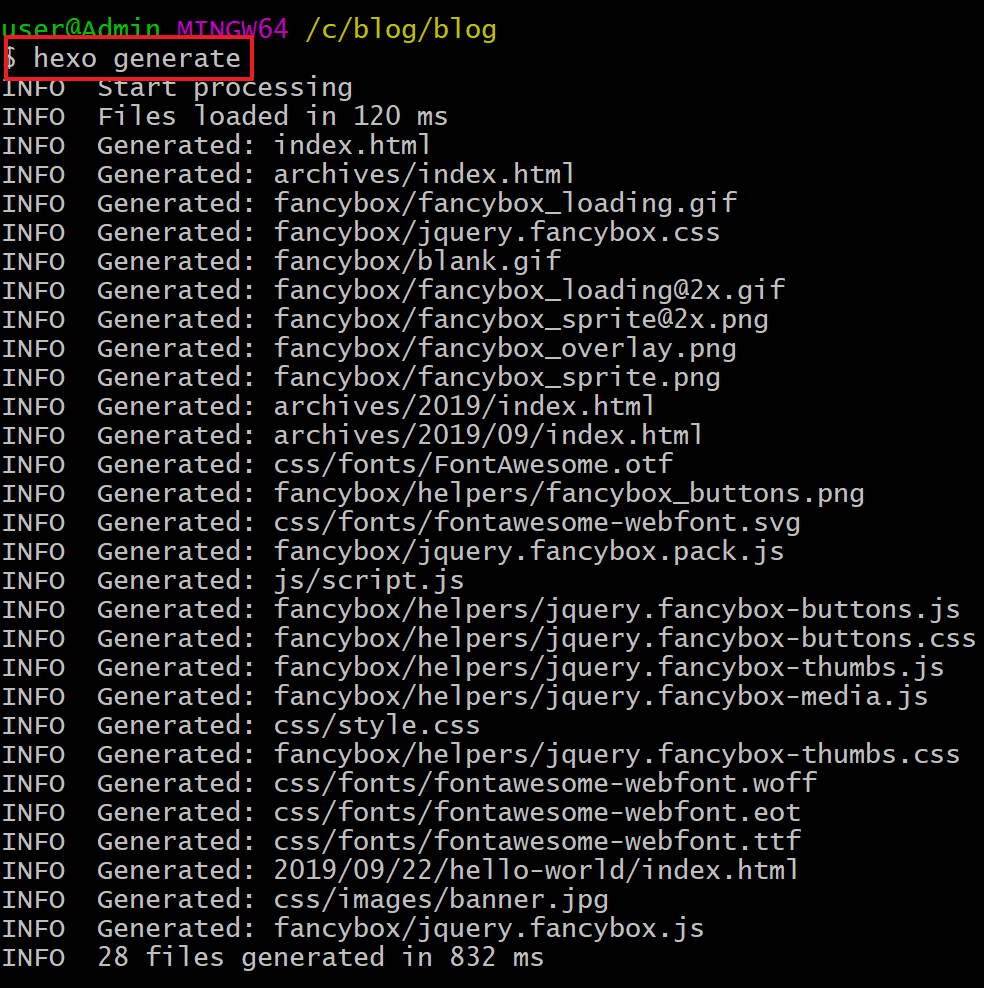 user@Admin MINGW64 /c/blog/blog
$ hexo generate
INFO  Start processing
INFO  Files loaded in 120 ms
INFO  Generated: index.html
INFO  Generated: archives/index.html
INFO  Generated: fancybox/fancybox_loading.gif
INFO  Generated: fancybox/jquery.fancybox.css
INFO  Generated: fancybox/blank.gif
INFO  Generated: fancybox/fancybox_loading@2x.gif
INFO  Generated: fancybox/fancybox_sprite@2x.png
INFO  Generated: fancybox/fancybox_overlay.png
INFO  Generated: fancybox/fancybox_sprite.png
INFO  Generated: archives/2019/index.html
INFO  Generated: archives/2019/09/index.html
INFO  Generated: css/fonts/FontAwesome.otf
INFO  Generated: fancybox/helpers/fancybox_buttons.png
INFO  Generated: css/fonts/fontawesome-webfont.svg
INFO  Generated: fancybox/jquery.fancybox.pack.js
INFO  Generated: js/script.js
INFO  Generated: fancybox/helpers/jquery.fancybox-buttons.js
INFO  Generated: fancybox/helpers/jquery.fancybox-buttons.css
INFO  Generated: fancybox/helpers/jquery.fancybox-thumbs.js
INFO  Generated: fancybox/helpers/jquery.fancybox-media.js
INFO  Generated: css/style.css
INFO  Generated: fancybox/helpers/jquery.fancybox-thumbs.css
INFO  Generated: css/fonts/fontawesome-webfont.woff
INFO  Generated: css/fonts/fontawesome-webfont.eot
INFO  Generated: css/fonts/fontawesome-webfont.ttf
INFO  Generated: 2019/09/22/hello-world/index.html
INFO  Generated: css/images/banner.jpg
INFO  Generated: fancybox/jquery.fancybox.js
INFO  28 files generated in 832 ms